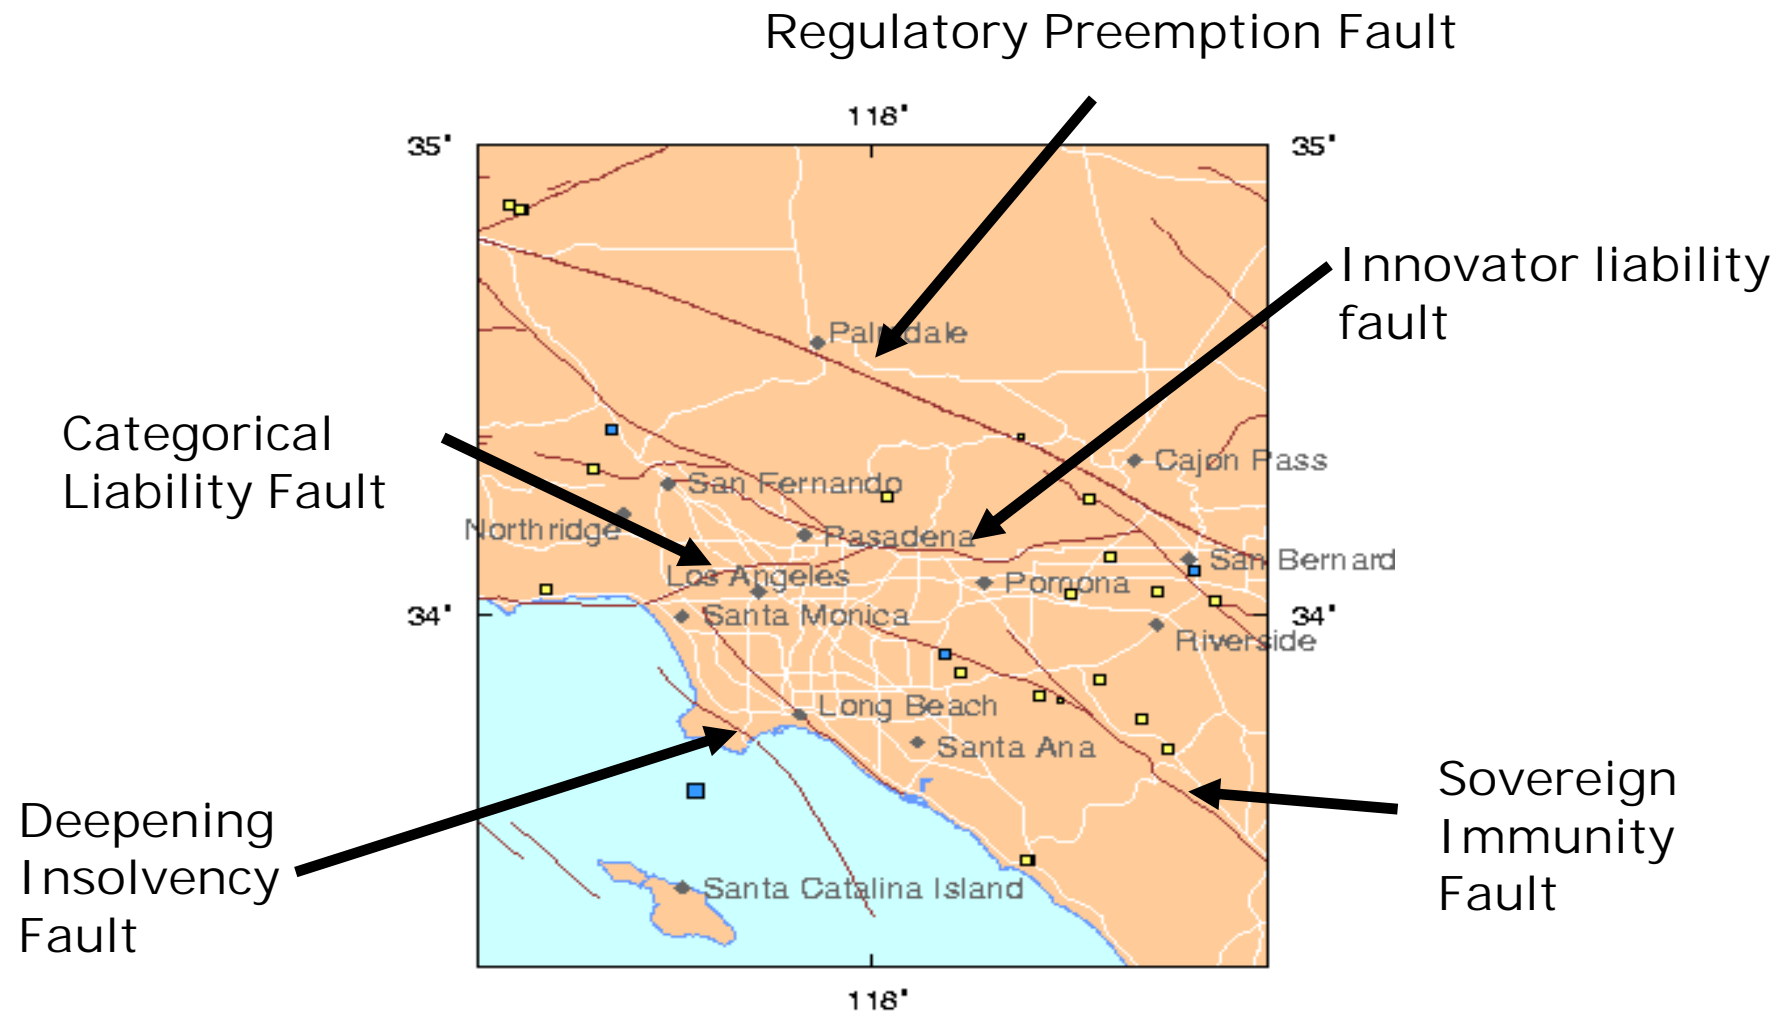 Regulatory Preemption Fault
118°
35°
35°
Innovator liability
fault
Palmdale
Categorical
Liability Fault
Cajon Pass
San Fernando
Northridge
Pasadena
San Bernard
Los Angeles
Pomona
34°
Santa Monica
34°
Riverside
Long Beach
Santa Ana
Sovereign
Immunity
Fault
Deepening
Insolvency
Fault
Santa Catalina Island
118°